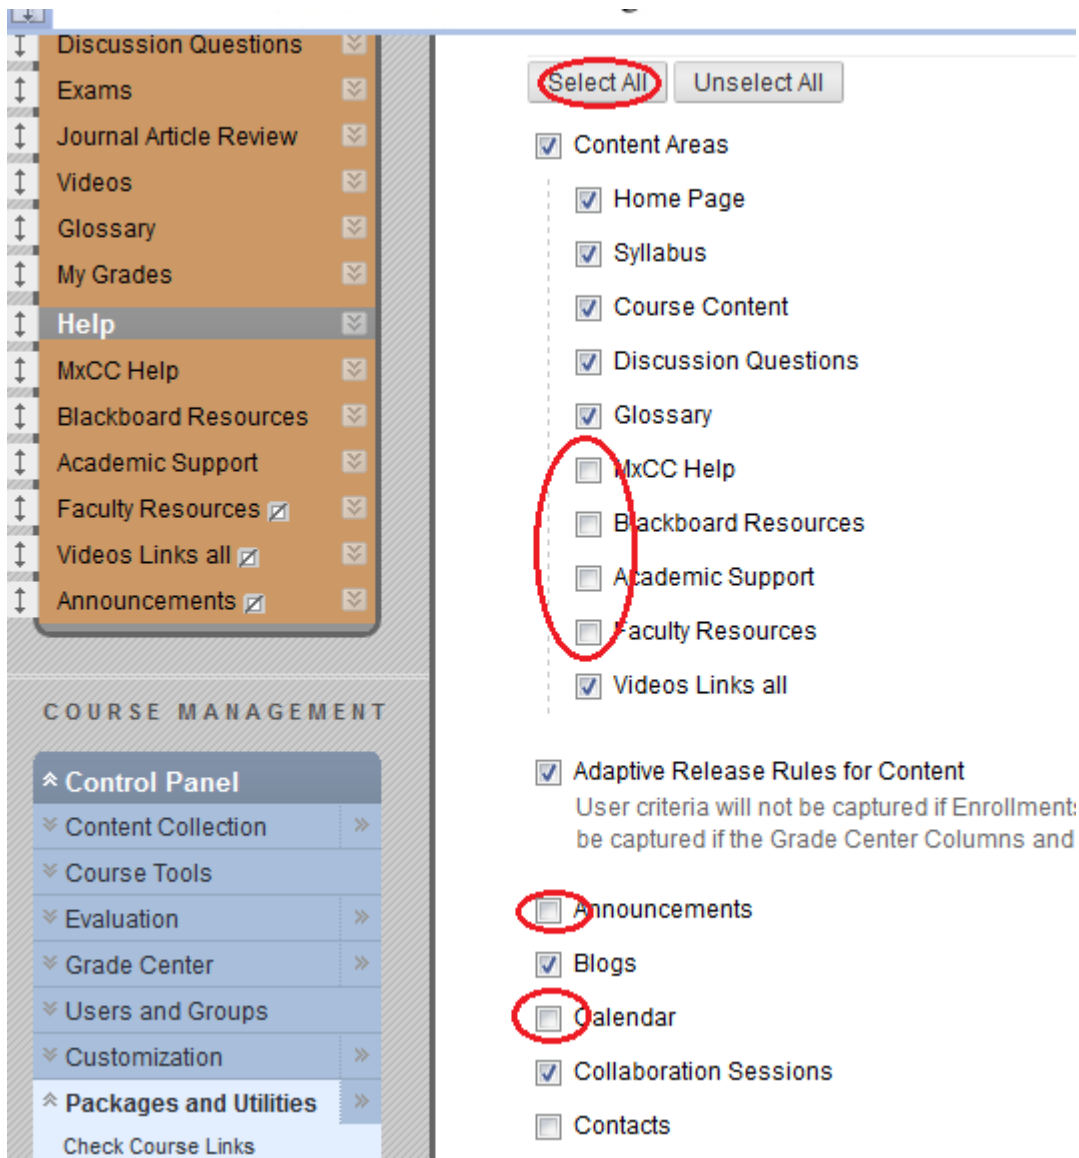 Discussion Questions
Exams
Journal Article Review
Videos
Glossary
My Grades
Help
MxCC Help
Blackboard Resources
Academic Support
Faculty Resources
Videos Links all
Announcements
COURSE MANAGEMENT
Control Panel
Content Collection
Course Tools
Evaluation
Grade Center
Users and Groups
Customization
Packages and Utilities
Check Course Links
Select All Unselect All
Content Areas
Home Page
Syllabus
Course Content
Discussion Questions
Glossary
MxCC Help
Blackboard Resources
Academic Support
Faculty Resources
Videos Links all
Adaptive Release Rules for Content
User criteria will not be captured if Enrollments
be captured if the Grade Center Columns and
Announcements
Blogs
Calendar
Collaboration Sessions
Contacts